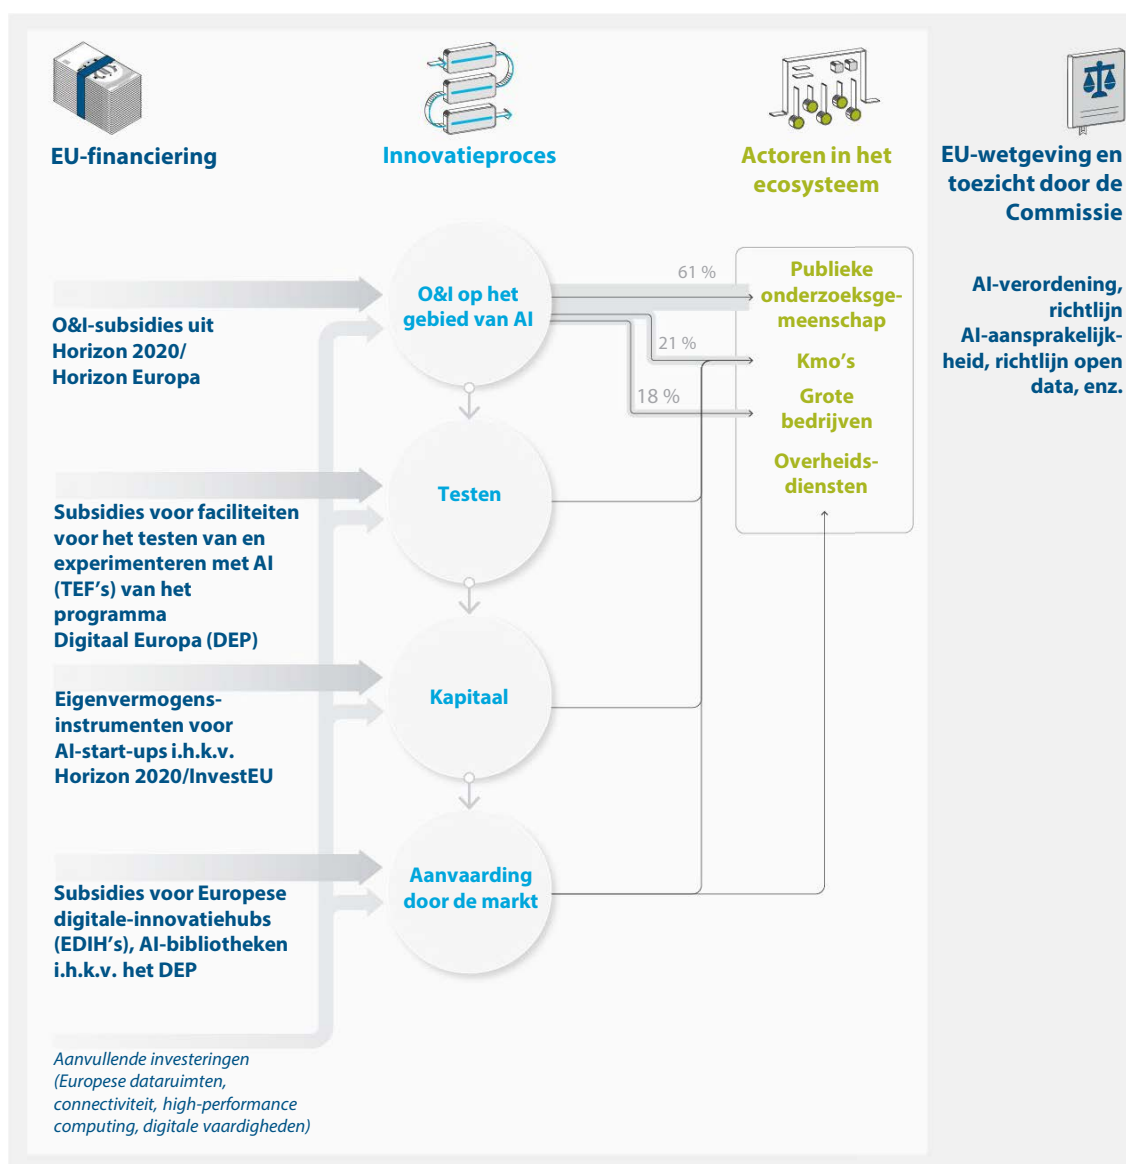 EU-financiering
Innovatieproces
Actoren in het
ecosysteem
EU-wetgeving en
toezicht door de
Commissie
O&I-subsidies uit
Horizon 2020/
Horizon Europa
O&I op het
gebied van AI
61 %
21 %
18 %
Publieke
onderzoeksge-
meenschap
Kmo's
Grote
bedrijven
Overheids-
diensten
AI-verordening,
richtlijn
AI-aansprakelijk-
heid, richtlijn open
data, enz.
Subsidies voor faciliteiten
voor het testen van en
experimenteren met AI
(TEF's) van het
programma
Digitaal Europa (DEP)
Testen
Eigenvermogens-
instrumenten voor
AI-start-ups i.h.k.v.
Horizon 2020/InvestEU
Kapitaal
Subsidies voor Europese
digitale-innovatiehubs
(EDIH's), AI-bibliotheken
i.h.k.v. het DEP
Aanvaarding
door de markt
Aanvullende investeringen
(Europese dataruimten,
connectiviteit, high-performance
computing, digitale vaardigheden)